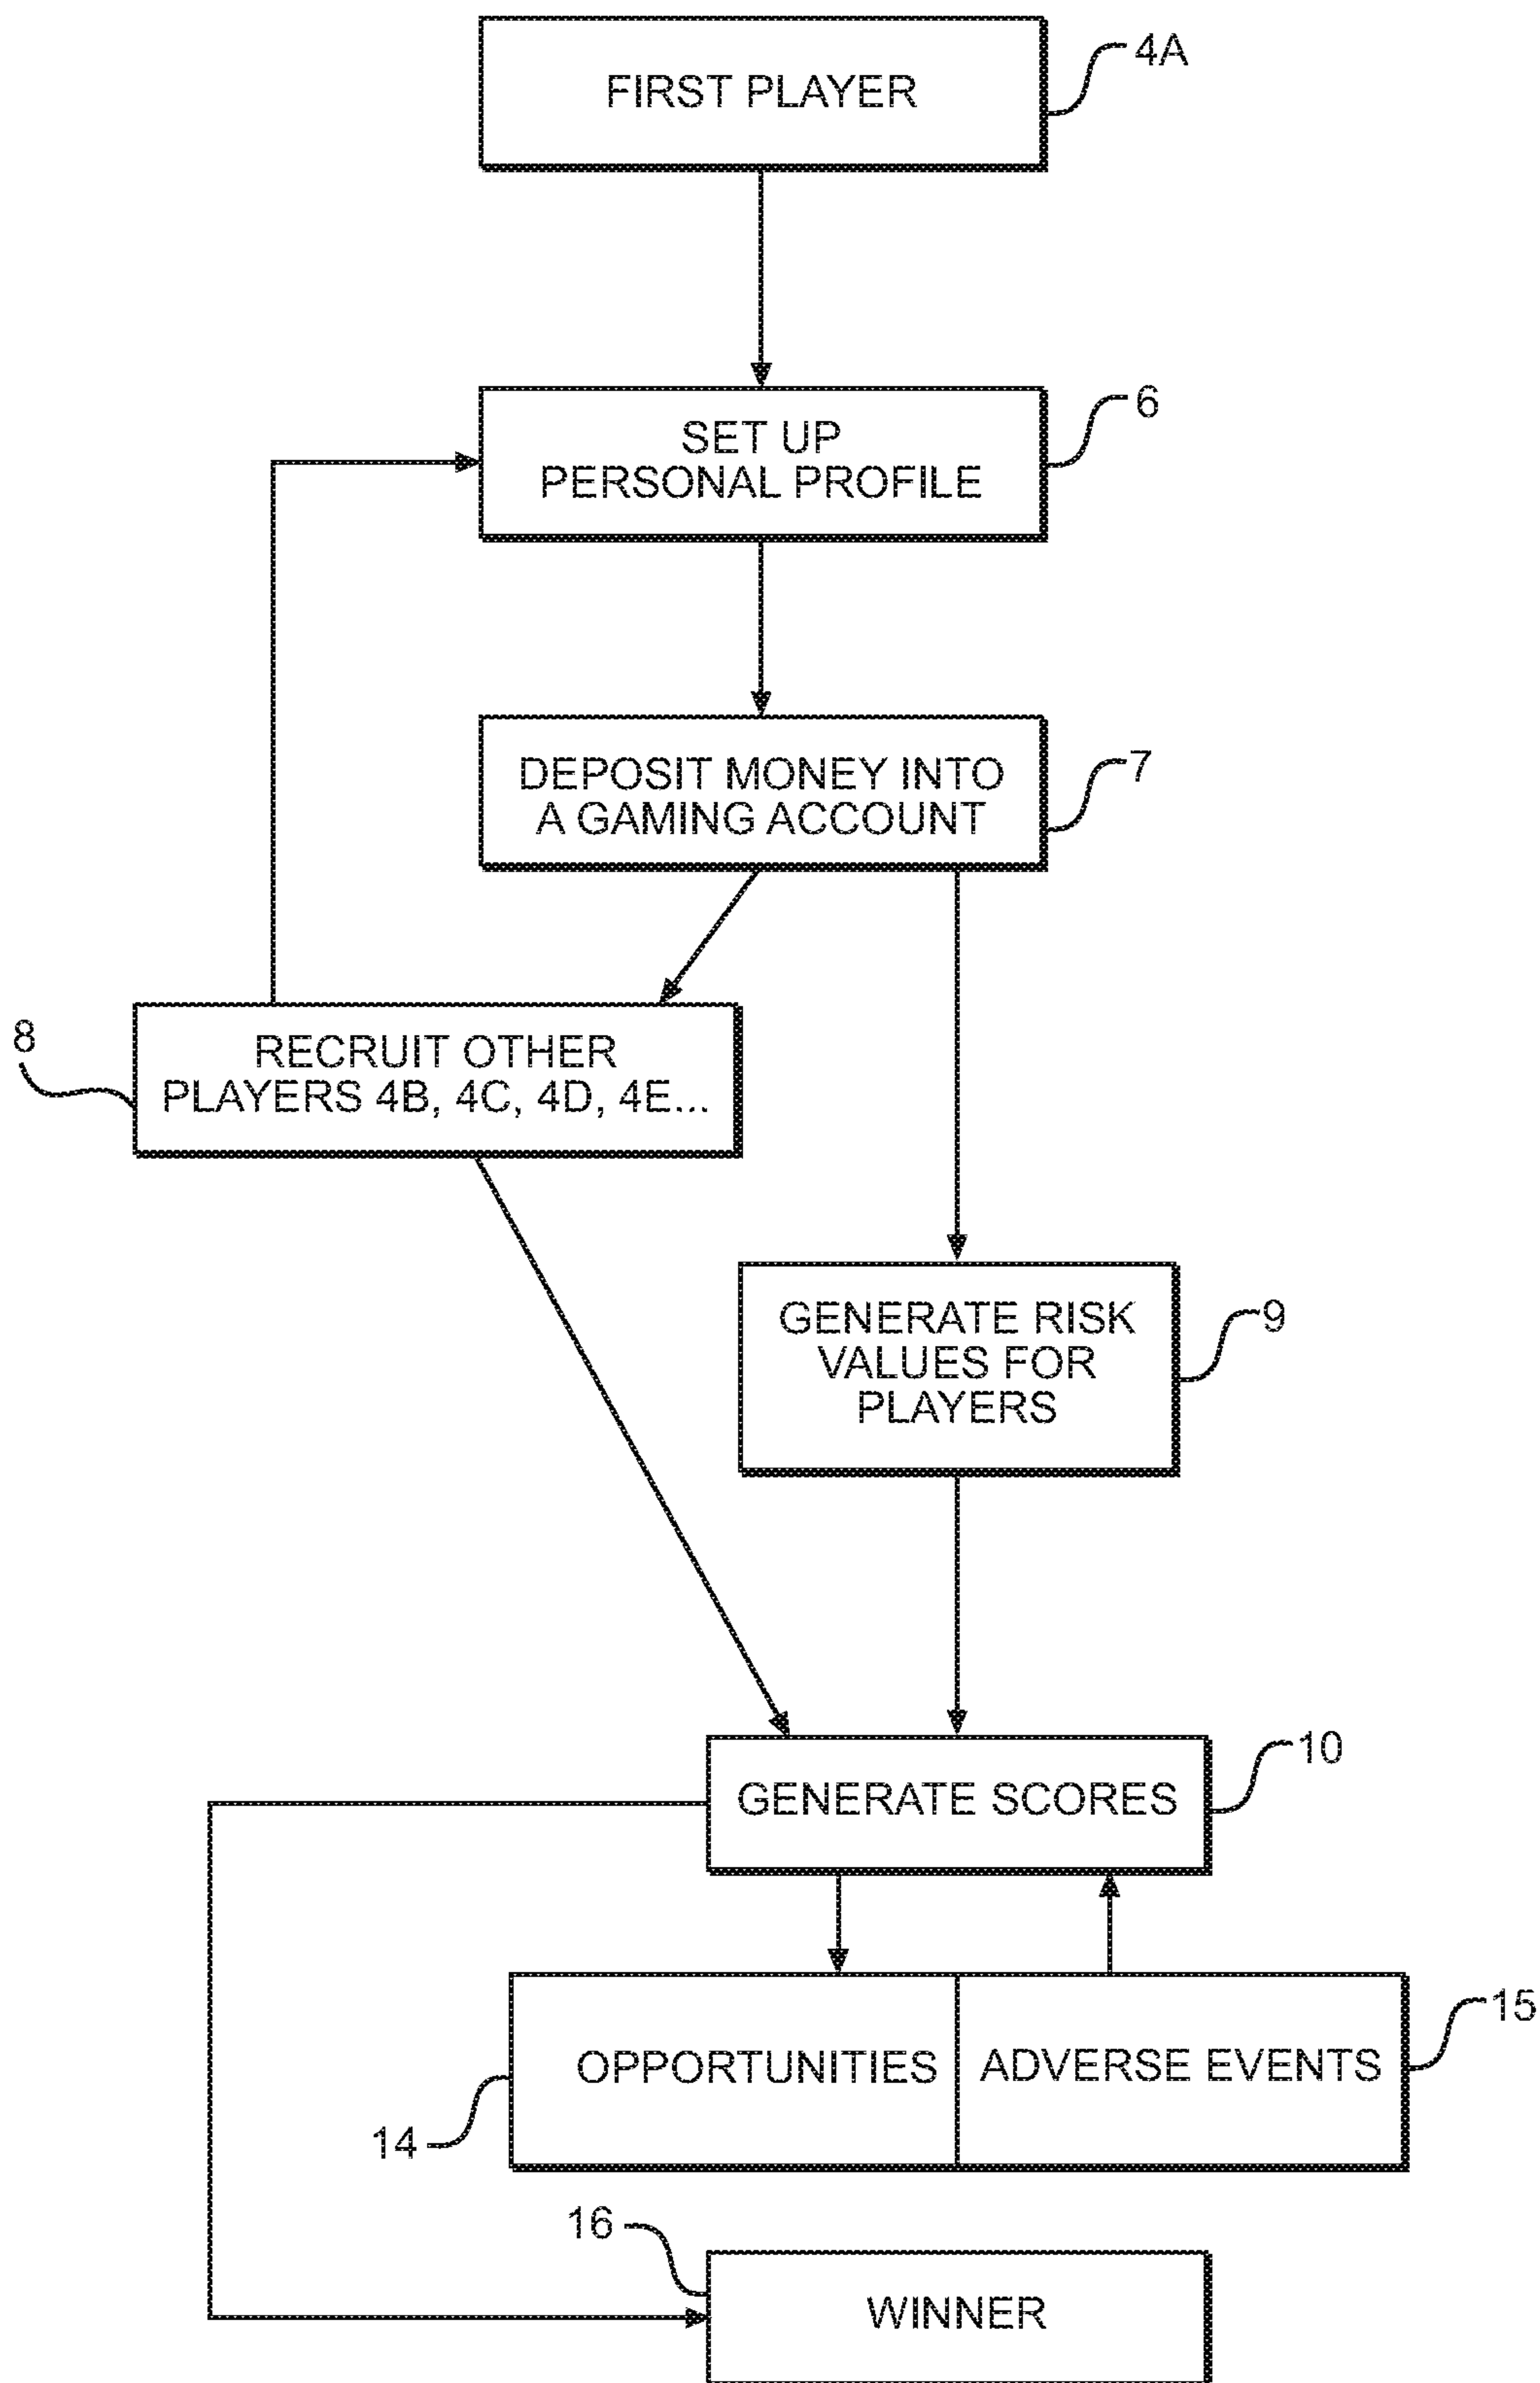 FIRST PLAYER
4A
SET UP
PERSONAL PROFILE
6
DEPOSIT MONEY INTO
A GAMING ACCOUNT
7
8
RECRUIT OTHER
PLAYERS 4B, 4C, 4D, 4E...
GENERATE RISK
VALUES FOR
PLAYERS
9
GENERATE SCORES
10
OPPORTUNITIES
ADVERSE EVENTS
15
14
16
WINNER